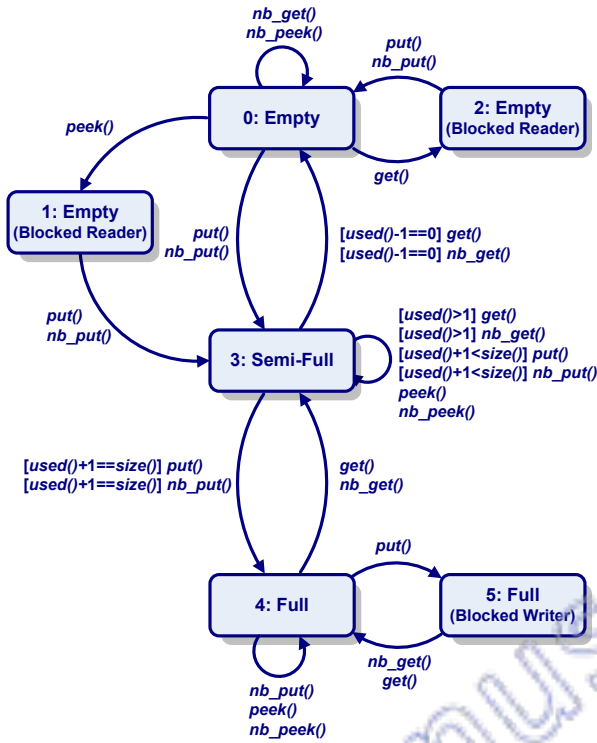 nb_get()
nb_peek()
put()
nb_put()
0: Empty
2: Empty
(Blocked Reader)
peek()
get()
1: Empty
(Blocked Reader)
put()
nb_put()
[used()-1==0] get()
[used()-1==0] nb_get()
put()
nb_put()
3: Semi-Full
[used()>1] get()
[used()>1] nb_get()
[used()+1<size()] put()
[used()+1<size()] nb_put()
peek()
nb_peek()
[used()+1==size()] put()
[used()+1==size()] nb_put()
get()
nb_get()
put()
4: Full
5: Full
(Blocked Writer)
nb_get()
get()
nb_put()
peek()
nb_peek()